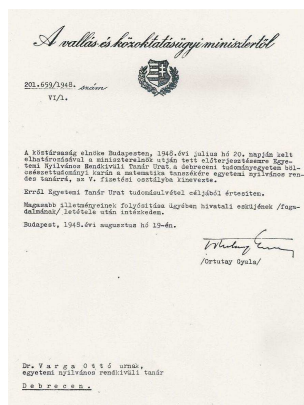 A vallás és közoktatásügyi minisztertől
201.659/1948. szám
VI/1.
A köztársaság elnöke Budapesten, 1948.évi julius hó 20. napján kelt
elhatározásával a miniszterelnök utján tett előterjesztésemre Egye-
temi Nyilvános Rendkivüli Tanár Urat a debreceni tudományegyetem böl-
csészettudományi karán a matematika tanszékére egyetemi nyilvános ren-
des tanárrá, az V. fizetési osztályba kinevezte.
Erről Egyetemi Tanár Urat tudomásulvétel céljából értesitem.
Magasabb illetményeinek folyósitása ügyében hivatali esküjének /foga-
dalmának/ letétele után intézkedem.
Budapest, 1948.évi augusztus hó 19-én.
Ortutay Gyula
/Ortutay Gyula/
Dr. Varga Ottó urnak,
egyetemi nyilvános rendkivüli tanár
Debrecen.